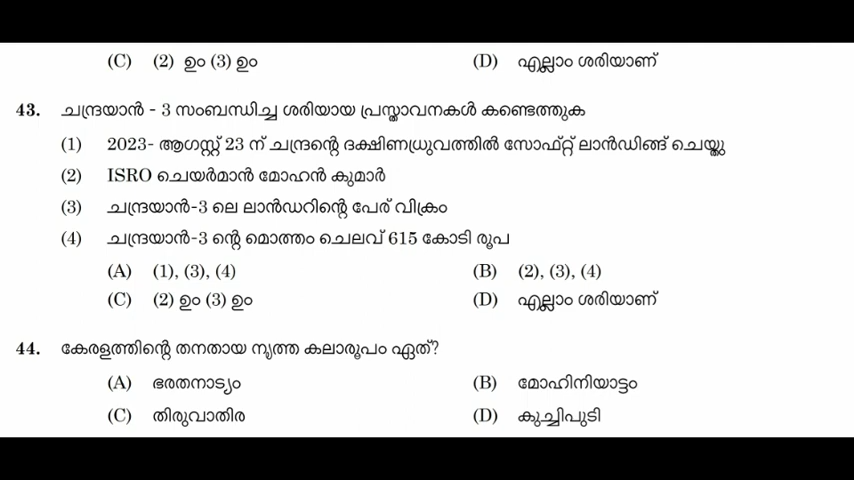 (C) (2) ഉം (3) ഉം (D) എല്ലാം ശരിയാണ്
43. ചന്ദ്രയാൻ - 3 സംബന്ധിച്ച ശരിയായ പ്രസ്താവനകൾ കണ്ടെത്തുക
(1) 2023- ആഗസ്റ്റ് 23 ന് ചന്ദ്രന്റെ ദക്ഷിണധ്രുവത്തിൽ സോഫ്റ്റ് ലാൻഡിങ്ങ് ചെയ്തു
(2) ISRO ചെയർമാൻ മോഹൻ കുമാർ
(3) ചന്ദ്രയാൻ-3 ലെ ലാൻഡറിന്റെ പേര് വിക്രം
(4) ചന്ദ്രയാൻ-3 ന്റെ മൊത്തം ചെലവ് 615 കോടി രൂപ
(A) (1), (3), (4) (B) (2), (3), (4)
(C) (2) ഉം (3) ഉം (D) എല്ലാം ശരിയാണ്
44. കേരളത്തിന്റെ തനതായ നൃത്ത കലാരൂപം ഏത്?
(A) ഭരതനാട്യം (B) മോഹിനിയാട്ടം
(C) തിരുവാതിര (D) കുച്ചിപുടി